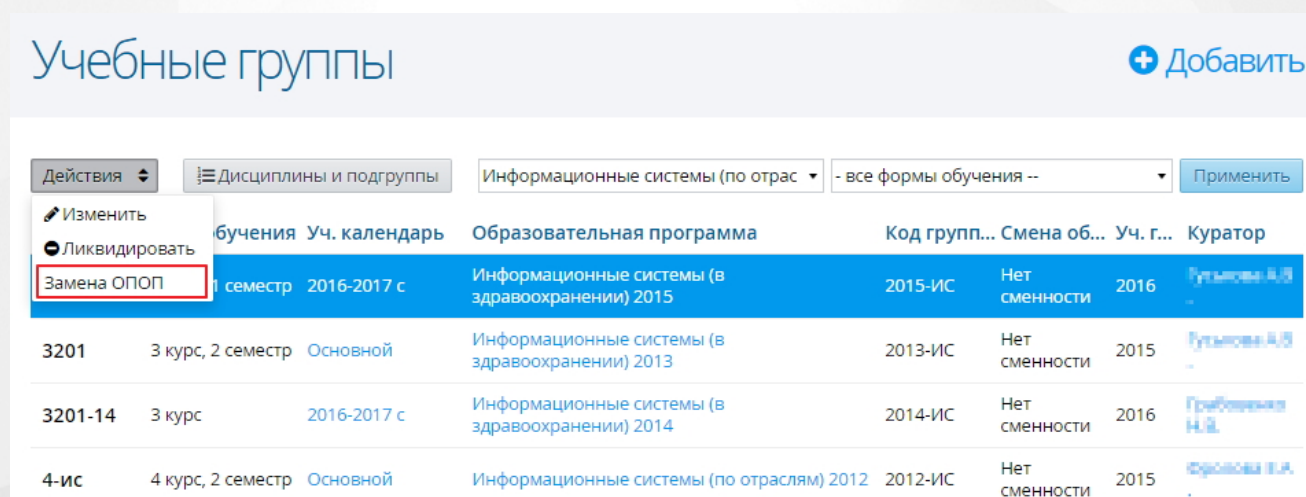 Учебные группы
Добавить
Действия Дисциплины и подгруппы Информационные системы (по отрас - все формы обучения -- Применить
Изменить
Ликвидировать
Замена ОПОП
бучения Уч. календарь Образовательная программа Код групп... Смена об... Уч. г... Куратор
1 семестр 2016-2017 с Информационные системы (в здравоохранении) 2015 2015-ИС Нет сменности 2016
3201 3 курс, 2 семестр Основной Информационные системы (в здравоохранении) 2013 2013-ИС Нет сменности 2015
3201-14 3 курс 2016-2017 с Информационные системы (в здравоохранении) 2014 2014-ИС Нет сменности 2016
4-ис 4 курс, 2 семестр Основной Информационные системы (по отраслям) 2012 2012-ИС Нет сменности 2015